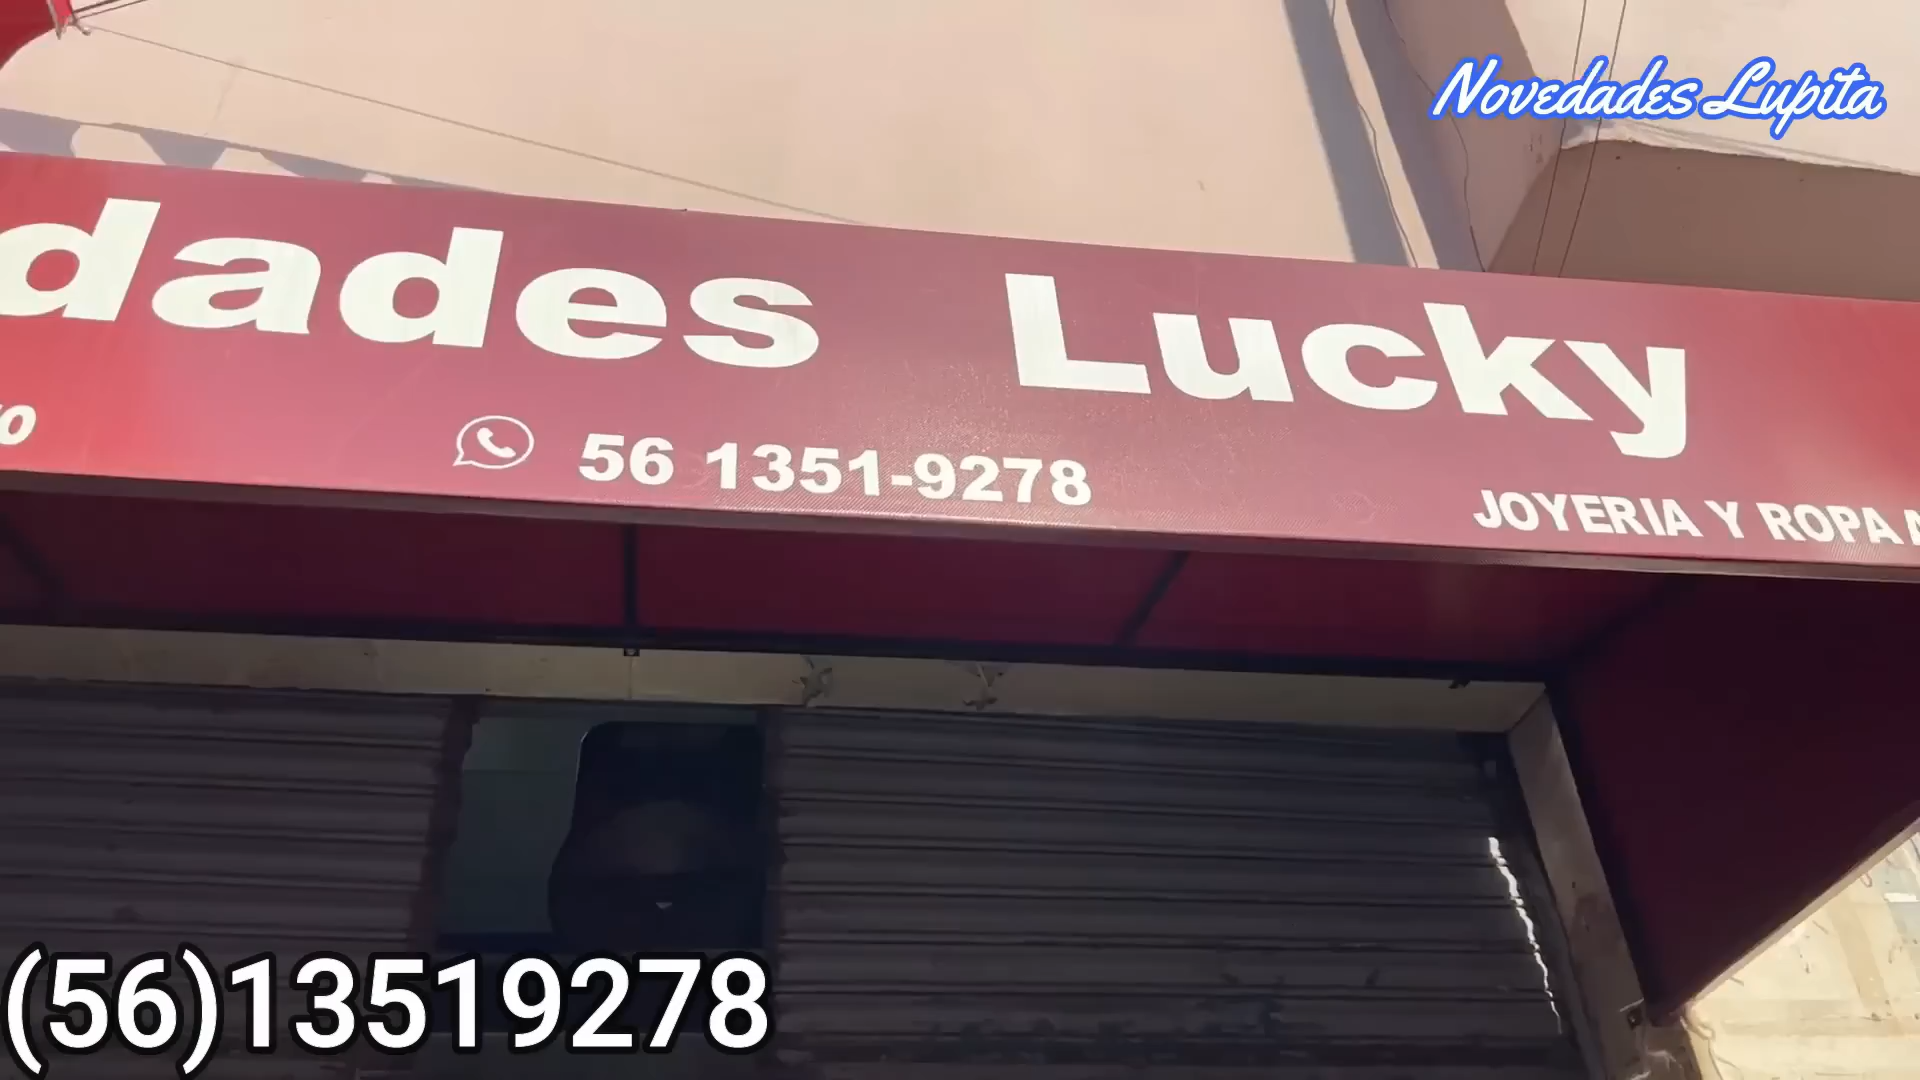 Novedades Lupita
dades Lucky
56 1351-9278
JOYERIA Y ROPA A
(56)13519278